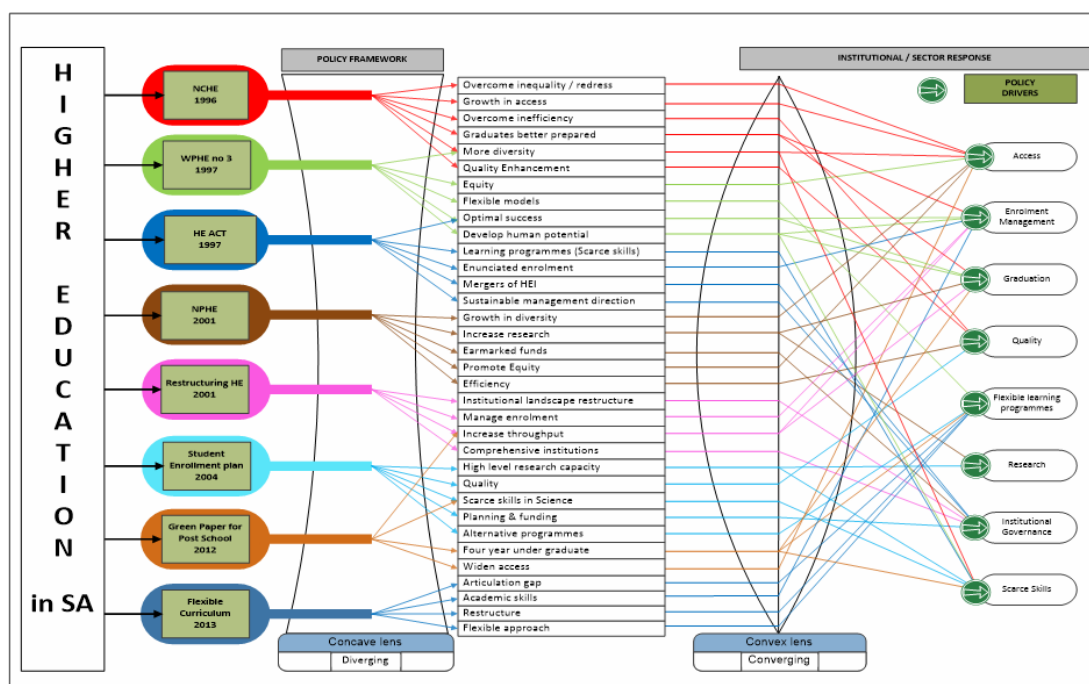 HIGHER EDUCATION in SA
POLICY FRAMEWORK
INSTITUTIONAL / SECTOR RESPONSE
POLICY
DRIVERS
NCHE
1996
WPHE no 3
1997
HE ACT
1997
NPHE
2001
Restructuring HE
2001
Student
Enrollment plan
2004
Green Paper for
Post School
2012
Flexible
Curriculum
2013
Overcome inequality / redress
Growth in access
Overcome inefficiency
Graduates better prepared
More diversity
Quality Enhancement
Equity
Flexible models
Optimal success
Develop human potential
Learning programmes (Scarce skills)
Enunciated enrolment
Mergers of HEI
Sustainable management direction
Growth in diversity
Increase research
Earmarked funds
Promote Equity
Efficiency
Institutional landscape restructure
Manage enrolment
Increase throughput
Comprehensive institutions
High level research capacity
Quality
Scarce skills in Science
Planning & funding
Alternative programmes
Four year under graduate
Widen access
Articulation gap
Academic skills
Restructure
Flexible approach
Access
Enrolment
Management
Graduation
Quality
Flexible learning
programmes
Research
Institutional
Governance
Scarce Skills
Concave lens
Diverging
Convex lens
Converging